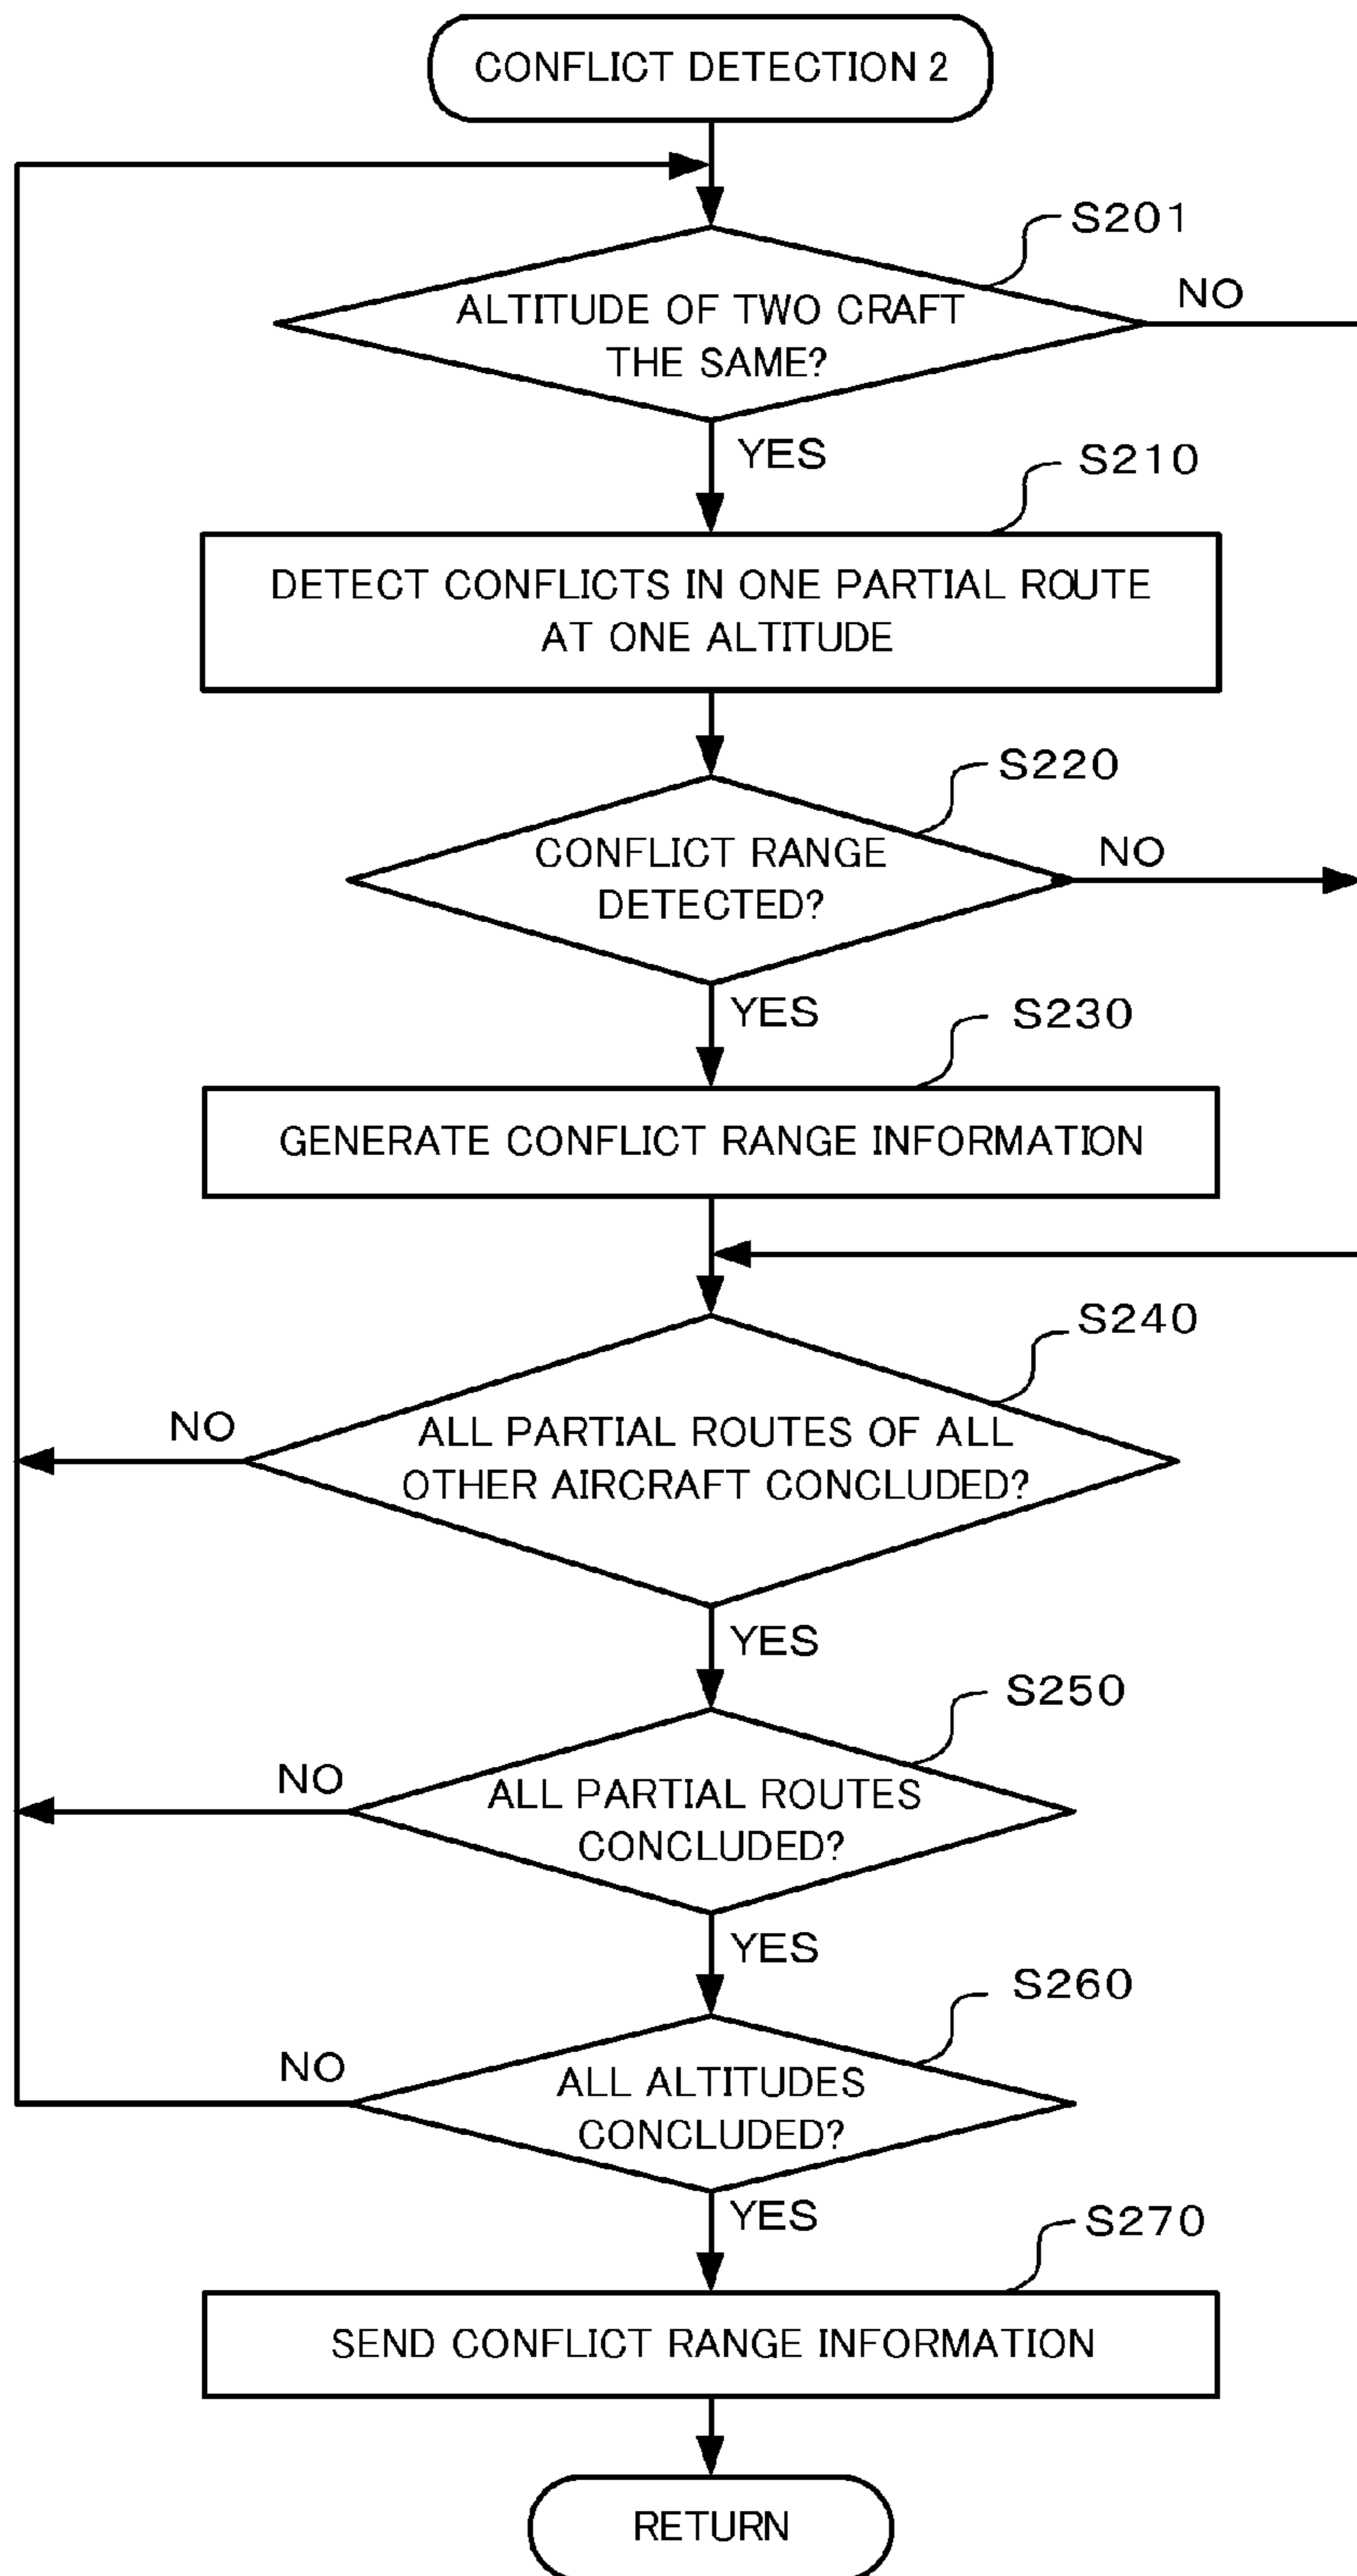 CONFLICT DETECTION 2
S201
ALTITUDE OF TWO CRAFT
THE SAME?
NO
YES
S210
DETECT CONFLICTS IN ONE PARTIAL ROUTE
AT ONE ALTITUDE
S220
CONFLICT RANGE
DETECTED?
NO
YES
S230
GENERATE CONFLICT RANGE INFORMATION
S240
NO
ALL PARTIAL ROUTES OF ALL
OTHER AIRCRAFT CONCLUDED?
YES
S250
NO
ALL PARTIAL ROUTES
CONCLUDED?
YES
S260
NO
ALL ALTITUDES
CONCLUDED?
YES
S270
SEND CONFLICT RANGE INFORMATION
RETURN